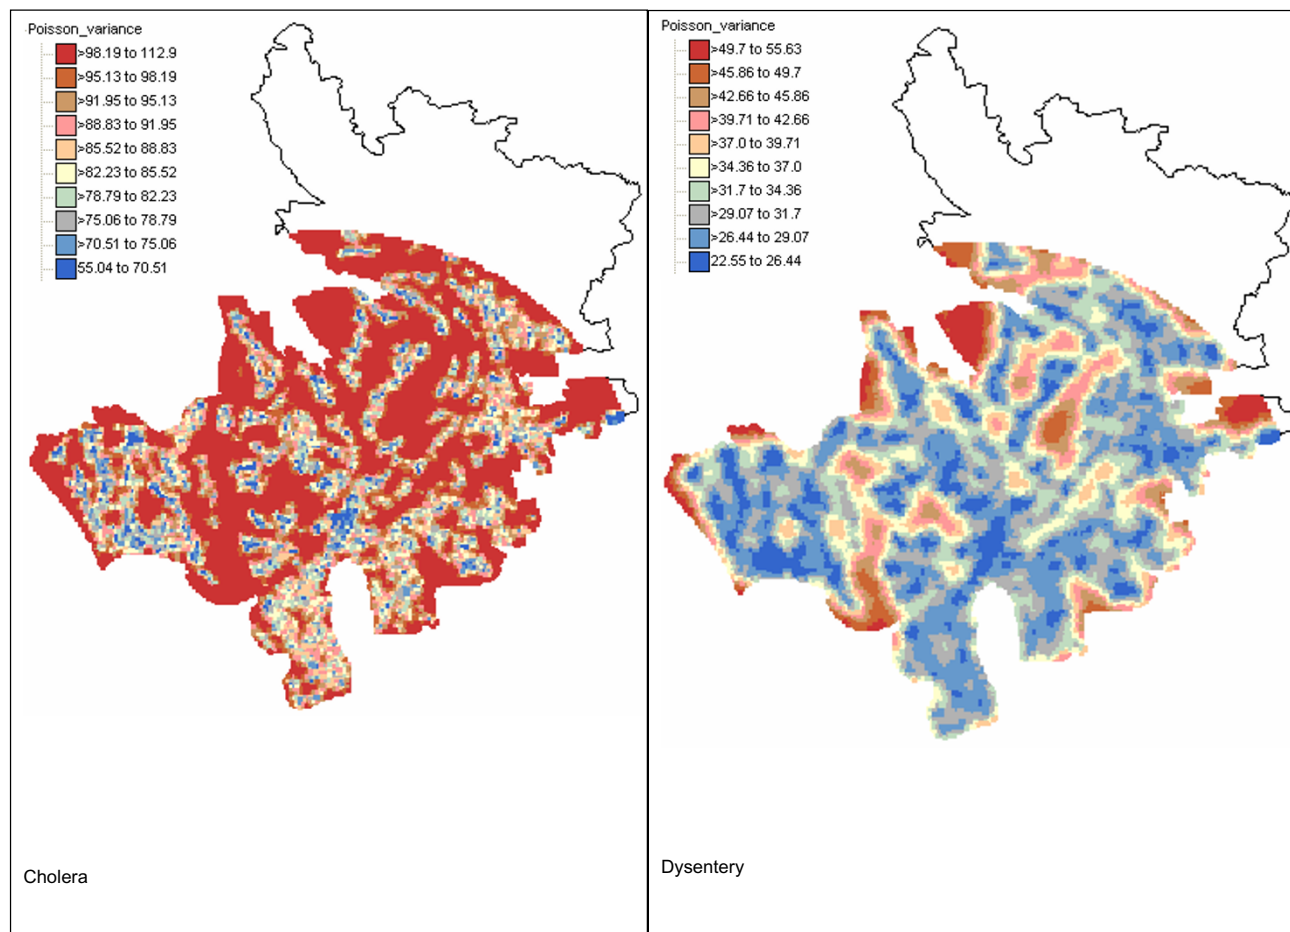 Poisson_variance
>98.19 to 112.9
>95.13 to 98.19
>91.95 to 95.13
>88.83 to 91.95
>85.52 to 88.83
>82.23 to 85.52
>78.79 to 82.23
>75.06 to 78.79
>70.51 to 75.06
55.04 to 70.51
Cholera
Poisson_variance
>49.7 to 55.63
>45.86 to 49.7
>42.66 to 45.86
>39.71 to 42.66
>37.0 to 39.71
>34.36 to 37.0
>31.7 to 34.36
>29.07 to 31.7
>26.44 to 29.07
22.55 to 26.44
Dysentery